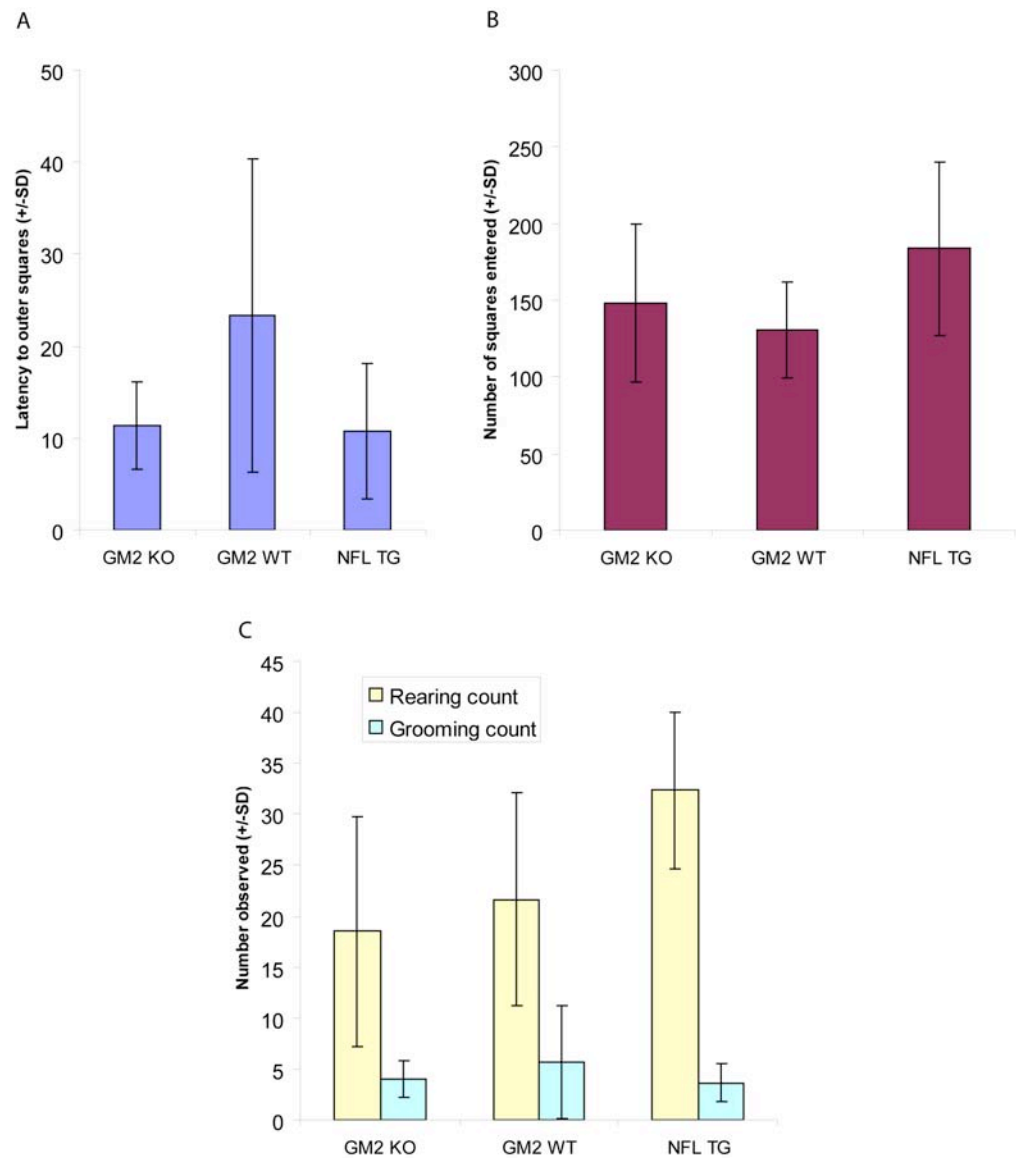 A
50
40
30
20
10
0
Latency to outer squares (+/-SD)
GM2 KO GM2 WT NFL TG
B
300
250
200
150
100
50
0
Number of squares entered (+/-SD)
GM2 KO GM2 WT NFL TG
C
45
40
35
30
25
20
15
10
5
0
Number observed (+/-SD)
Rearing count
Grooming count
GM2 KO GM2 WT NFL TG